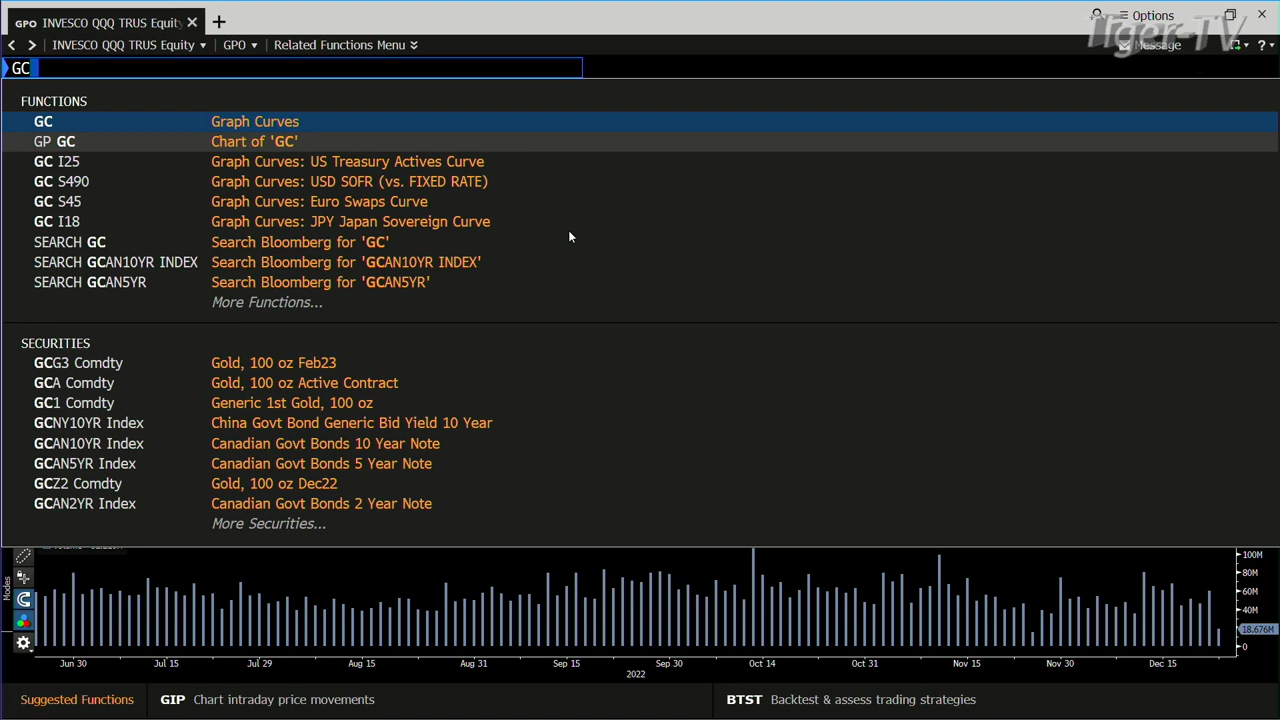 GPO INVESCO QQQ TRUS Equity
Options
INVESCO QQQ TRUS Equity GPO Related Functions Menu
Message ?
Tiger-TV
GC
FUNCTIONS
GC Graph Curves
GP GC Chart of 'GC'
GC I25 Graph Curves: US Treasury Actives Curve
GC S490 Graph Curves: USD SOFR (vs. FIXED RATE)
GC S45 Graph Curves: Euro Swaps Curve
GC I18 Graph Curves: JPY Japan Sovereign Curve
SEARCH GC Search Bloomberg for 'GC'
SEARCH GCAN10YR INDEX Search Bloomberg for 'GCAN10YR INDEX'
SEARCH GCAN5YR Search Bloomberg for 'GCAN5YR'
More Functions...
SECURITIES
GCG3 Comdty Gold, 100 oz Feb23
GCA Comdty Gold, 100 oz Active Contract
GC1 Comdty Generic 1st Gold, 100 oz
GCNY10YR Index China Govt Bond Generic Bid Yield 10 Year
GCAN10YR Index Canadian Govt Bonds 10 Year Note
GCAN5YR Index Canadian Govt Bonds 5 Year Note
GCZ2 Comdty Gold, 100 oz Dec22
GCAN2YR Index Canadian Govt Bonds 2 Year Note
More Securities...
100M
80M
Modes
60M
40M
18.676M
0
Jun 30 Jul 15 Jul 29 Aug 15 Aug 31 Sep 15 Sep 30 Oct 14 Oct 31 Nov 15 Nov 30 Dec 15
2022
Suggested Functions GIP Chart intraday price movements BTST Backtest & assess trading strategies